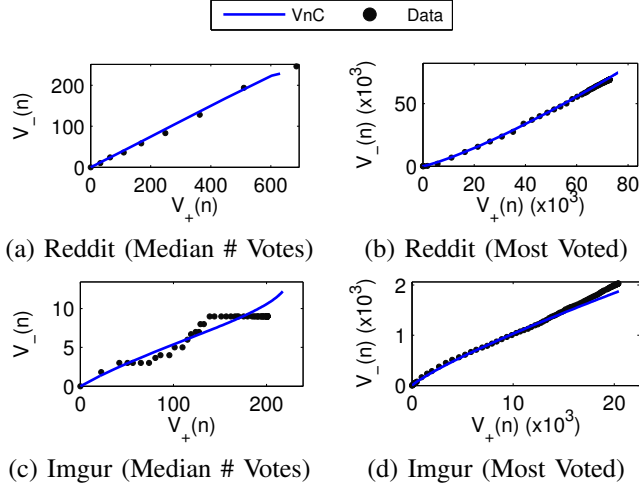 VnC Data
200
100
0
V_(n)
0 200 400 600
V+(n)
(a) Reddit (Median # Votes)
50
0
V_(n) (x10³)
0 20 40 60 80
V+(n) (x10³)
(b) Reddit (Most Voted)
10
5
0
V_(n)
0 100 200
V+(n)
(c) Imgur (Median # Votes)
2
1
0
V_(n) (x10³)
0 10 20
V+(n) (x10³)
(d) Imgur (Most Voted)